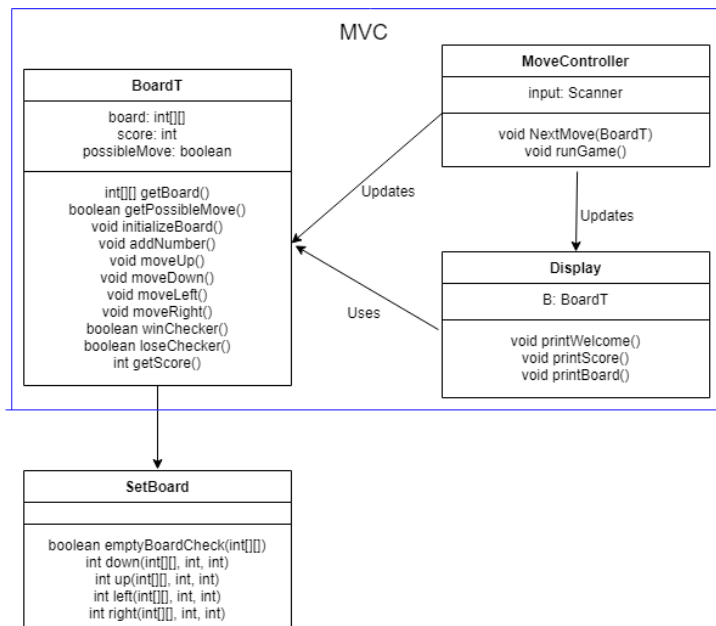 MVC
BoardT
board: int[][]
score: int
possibleMove: boolean
int[][] getBoard()
boolean getPossibleMove()
void initializeBoard()
void addNumber()
void moveUp()
void moveDown()
void moveLeft()
void moveRight()
boolean winChecker()
boolean loseChecker()
int getScore()
MoveController
input: Scanner
void NextMove(BoardT)
void runGame()
Updates
Updates
Uses
Display
B: BoardT
void printWelcome()
void printScore()
void printBoard()
SetBoard
boolean emptyBoardCheck(int[][])
int down(int[][], int, int)
int up(int[][], int, int)
int left(int[][], int, int)
int right(int[][], int, int)